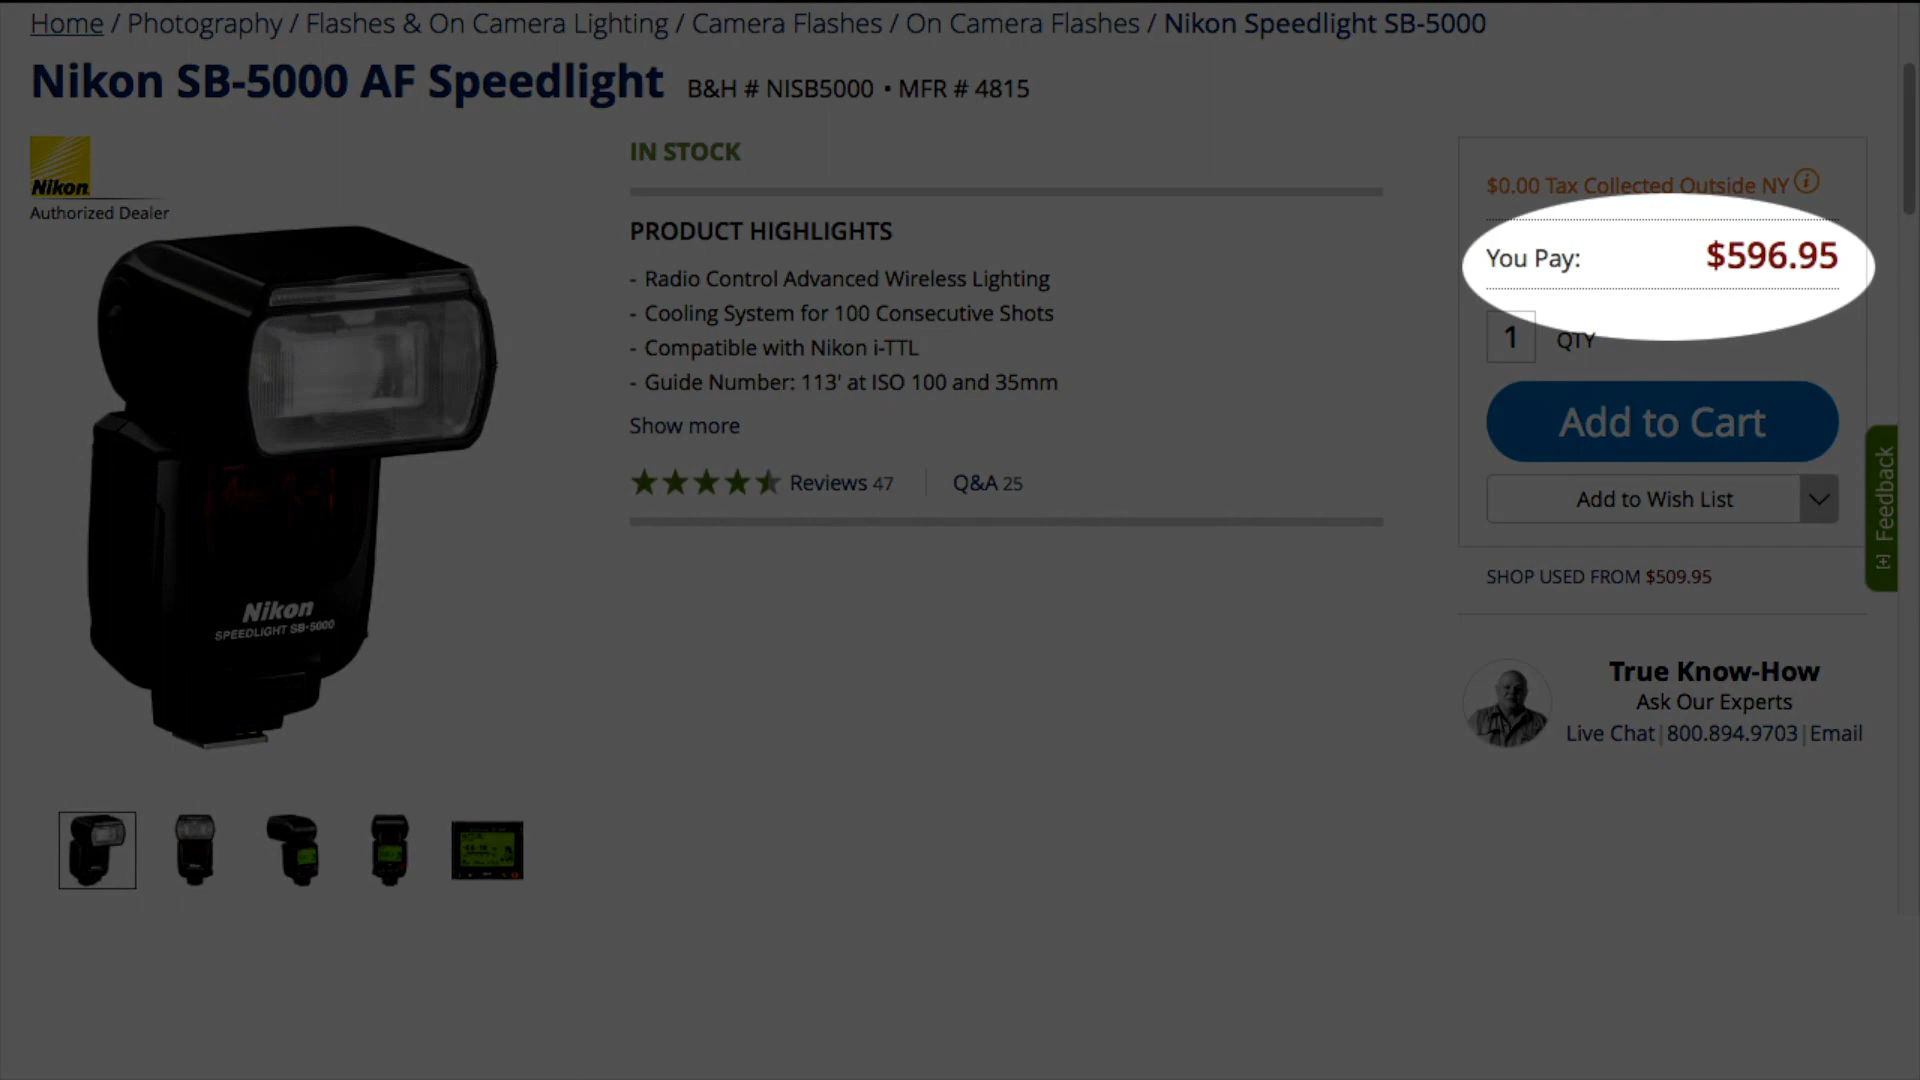 Home / Photography / Flashes & On Camera Lighting / Camera Flashes / On Camera Flashes / Nikon Speedlight SB-5000
Nikon SB-5000 AF Speedlight B&H # NISB5000 • MFR # 4815
Nikon
Authorized Dealer
IN STOCK
PRODUCT HIGHLIGHTS
- Radio Control Advanced Wireless Lighting
- Cooling System for 100 Consecutive Shots
- Compatible with Nikon i-TTL
- Guide Number: 113' at ISO 100 and 35mm
Show more
Reviews 47 Q&A 25
Nikon
SPEEDLIGHT SB-5000
$0.00 Tax Collected Outside NY
You Pay: $596.95
1 QTY
Add to Cart
Add to Wish List
SHOP USED FROM $509.95
True Know-How
Ask Our Experts
Live Chat | 800.894.9703 | Email
[+] Feedback